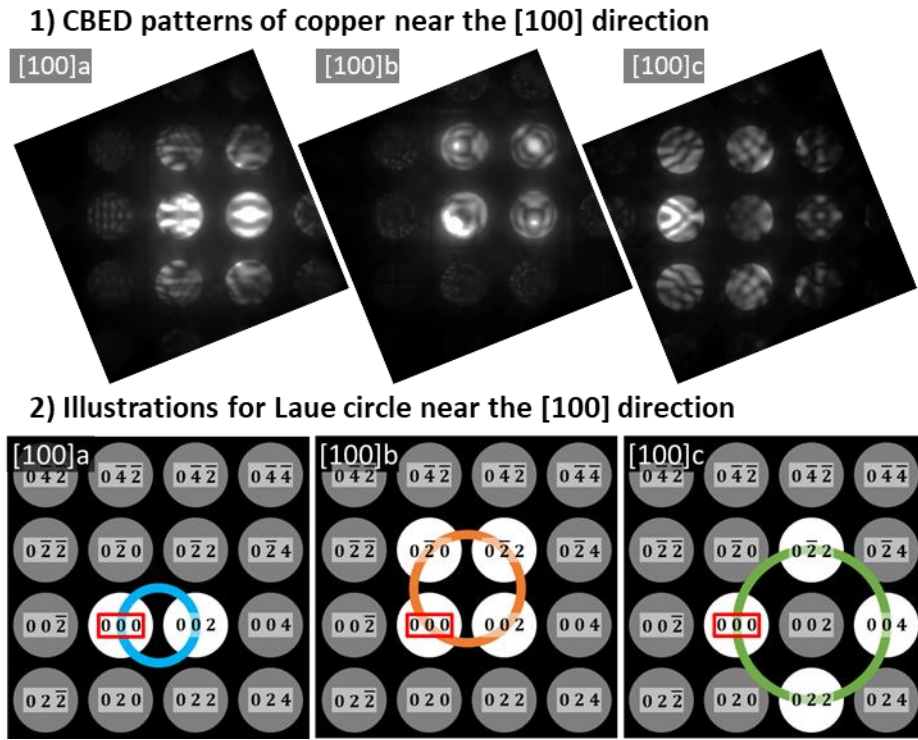 1) CBED patterns of copper near the [100] direction
[100]a [100]b [100]c
2) Illustrations for Laue circle near the [100] direction
[100]a [100]b [100]c
0 4̅ 2̅ 0 4̅ 2̅ 0 4̅ 2̅ 0 4̅ 4̅ 0 4̅ 2̅ 0 4̅ 2̅ 0 4̅ 2̅ 0 4̅ 4̅ 0 4̅ 2̅ 0 4̅ 2̅ 0 4̅ 2̅ 0 4̅ 4̅
0 2̅ 2̅ 0 2̅ 0 0 2̅ 2 0 2̅ 4 0 2̅ 2̅ 0 2̅ 0 0 2̅ 2 0 2̅ 4 0 2̅ 2̅ 0 2̅ 0 0 2̅ 2 0 2̅ 4
0 0 2̅ 0 0 0 0 0 2 0 0 4 0 0 2̅ 0 0 0 0 0 2 0 0 4 0 0 2̅ 0 0 0 0 0 2 0 0 4
0 2 2̅ 0 2 0 0 2 2 0 2 4 0 2 2̅ 0 2 0 0 2 2 0 2 4 0 2 2̅ 0 2 0 0 2 2 0 2 4